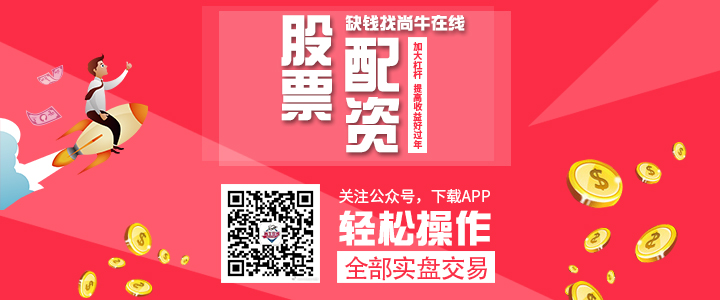 缺钱找尚牛在线
股票
配资
加大杠杆 提高收益好过年
关注公众号，下载APP
轻松操作
全部实盘交易